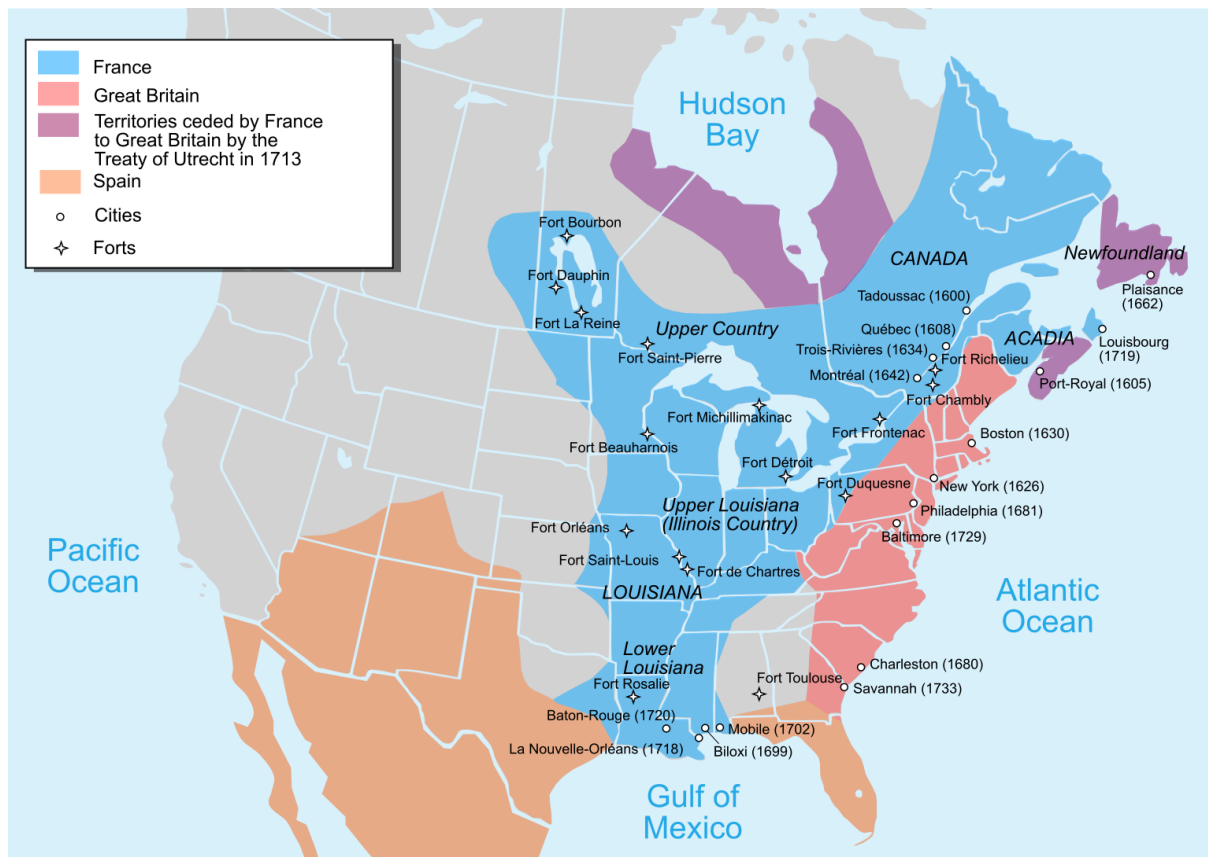 France
Great Britain
Territories ceded by France
to Great Britain by the
Treaty of Utrecht in 1713
Spain
Cities
Forts
Hudson
Bay
Fort Bourbon
Fort Dauphin
Fort La Reine
CANADA
Newfoundland
Plaisance
(1662)
Tadoussac (1600)
Upper Country
Québec (1608)
ACADIA
Louisbourg
(1719)
Trois-Rivières (1634)
Fort Richelieu
Fort Saint-Pierre
Montréal (1642)
Port-Royal (1605)
Fort Chambly
Fort Michillimakinac
Fort Frontenac
Boston (1630)
Fort Beauharnois
Fort Détroit
Fort Duquesne
New York (1626)
Upper Louisiana
(Illinois Country)
Philadelphia (1681)
Fort Orléans
Baltimore (1729)
Pacific
Ocean
Fort Saint-Louis
Fort de Chartres
LOUISIANA
Atlantic
Ocean
Lower
Louisiana
Charleston (1680)
Fort Toulouse
Fort Rosalie
Savannah (1733)
Baton-Rouge (1720)
Mobile (1702)
La Nouvelle-Orléans (1718)
Biloxi (1699)
Gulf of
Mexico